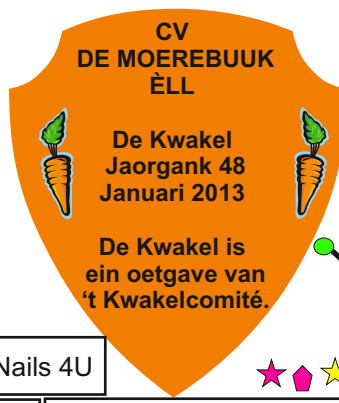 CV
DE MOEREBUUK
ÈLL
De Kwakel
Jaorgank 48
Januari 2013
De Kwakel is
ein oetgave van
‘t Kwakelcomité.
Nails 4U